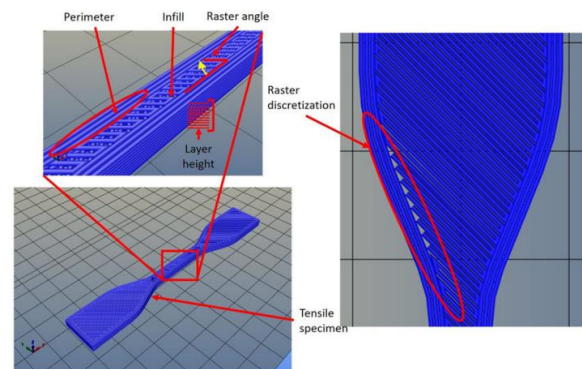 Perimeter
Infill
Raster angle
Raster
discretization
Layer
height
Tensile
specimen